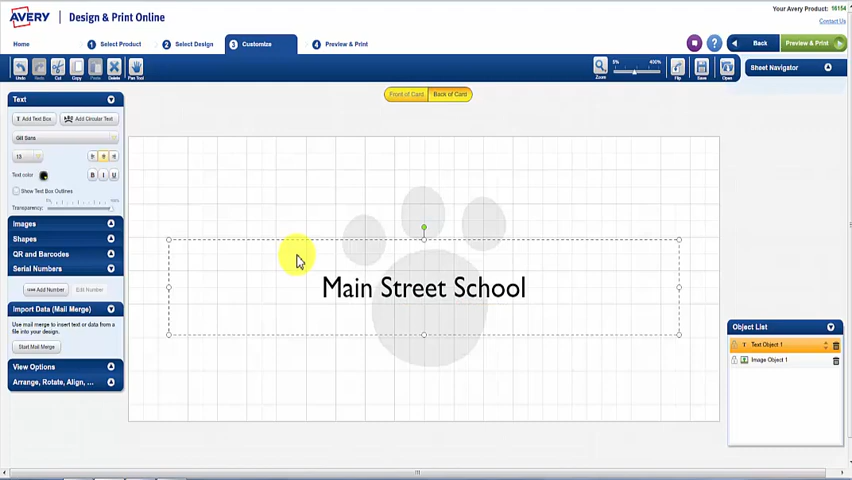 AVERY
Design & Print Online
Your Avery Product: 16154
Contact Us
Home
1 Select Product
2 Select Design
3 Customize
4 Preview & Print
?
Back
Preview & Print
Undo
Redo
Cut
Copy
Paste
Delete
Pan Tool
Zoom
400%
Flip
Save
Open
Sheet Navigator
Front of Card
Back of Card
Text
T Add Text Box
Add Circular Text
Gill Sans
13
Text color
B
I
U
Show Text Box Outlines
Transparency:
Images
Shapes
QR and Barcodes
Serial Numbers
Add Number
Edit Number
Import Data (Mail Merge)
Use mail merge to insert text or data from a
file into your design.
Start Mail Merge
View Options
Arrange, Rotate, Align, ...
Main Street School
Object List
T Text Object 1
Image Object 1